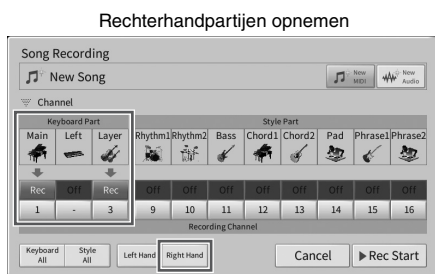 Rechterhandpartijen opnemen
Song Recording
New Song
New MIDI
New Audio
Channel
Keyboard Part
Style Part
Main Left Layer Rhythm1 Rhythm2 Bass Chord1 Chord2 Pad Phrase1 Phrase2
Rec Off Rec Off Off Off Off Off Off Off Off
1 - 3 9 10 11 12 13 14 15 16
Recording Channel
Keyboard All
Style All
Left Hand
Right Hand
Cancel
Rec Start